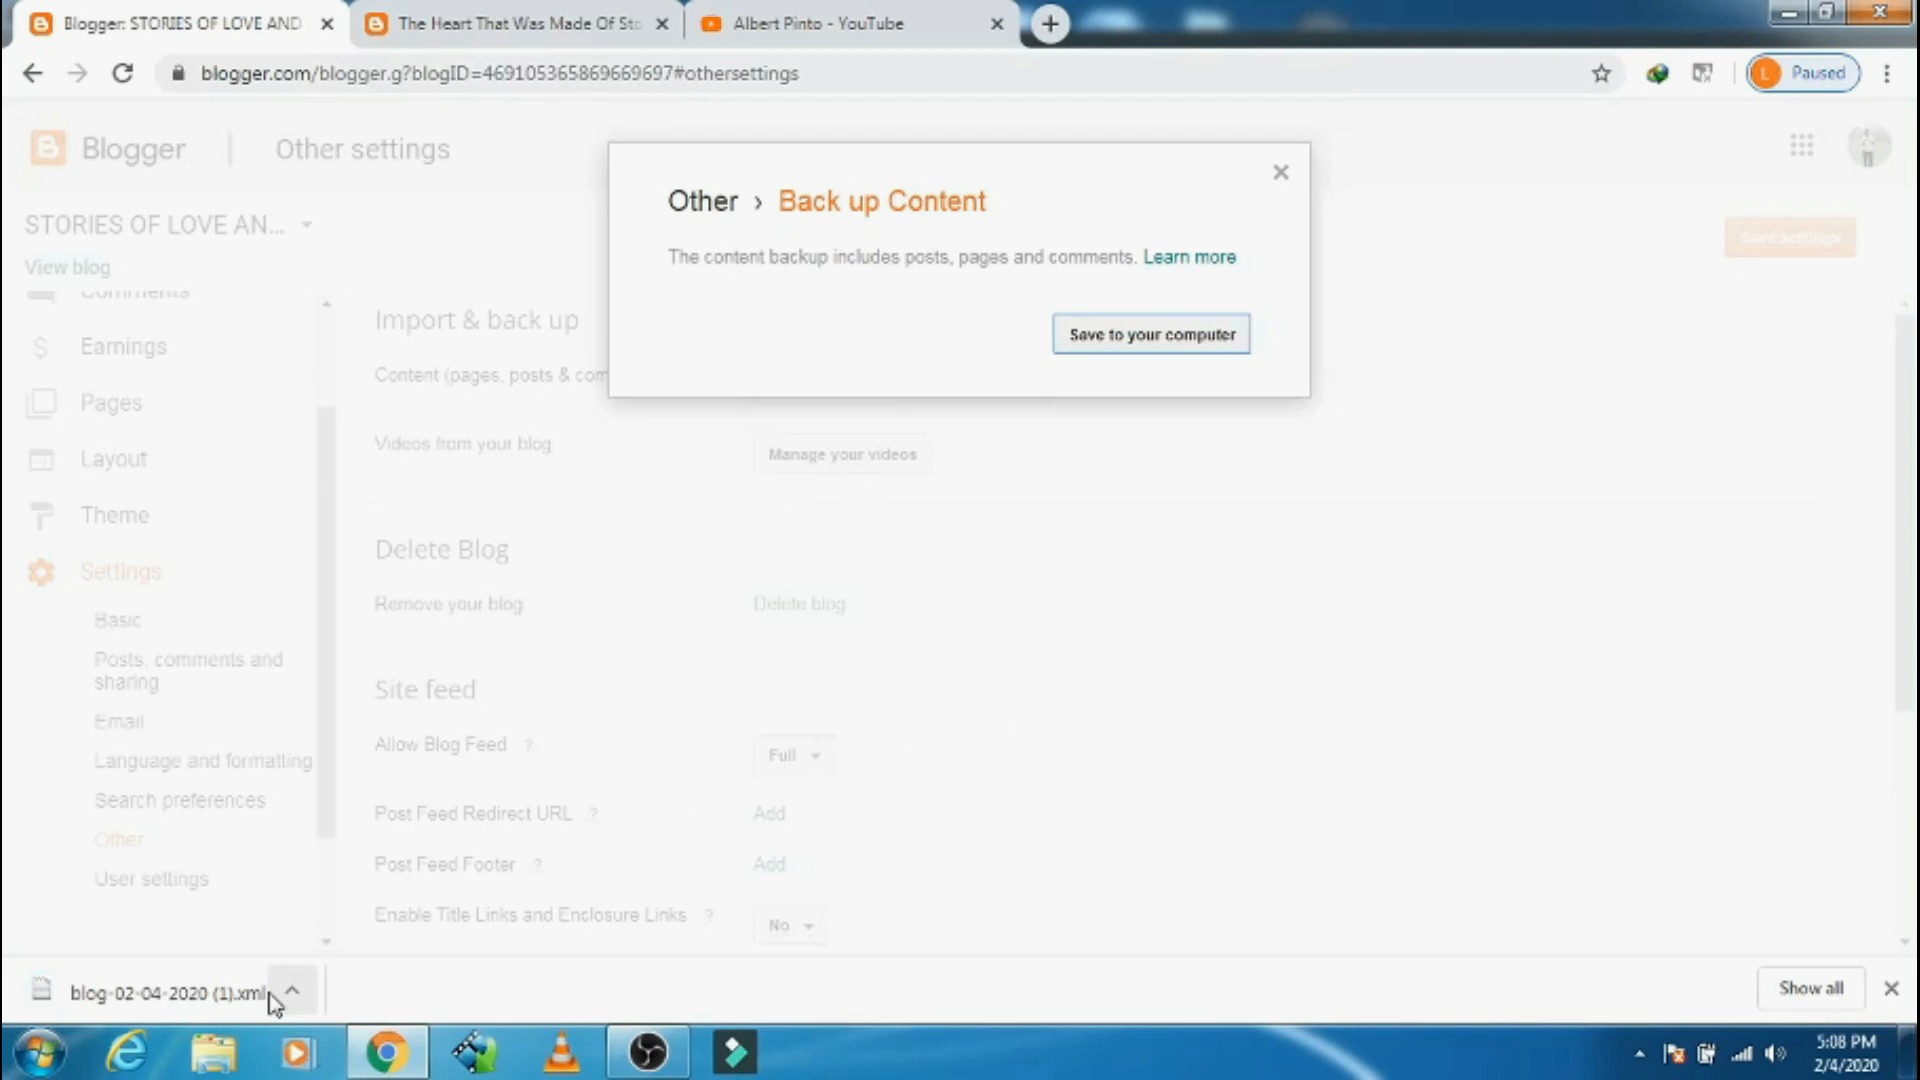 Blogger: STORIES OF LOVE AND
The Heart That Was Made Of Sto
Albert Pinto - YouTube
blogger.com/blogger.g?blogID=469105365869669697#othersettings
L Paused
Blogger
Other settings
STORIES OF LOVE AN...
View blog
Save settings
Comments
Earnings
Pages
Layout
Theme
Settings
Basic
Posts, comments and
sharing
Email
Language and formatting
Search preferences
Other
User settings
Other › Back up Content
The content backup includes posts, pages and comments. Learn more
Save to your computer
Import & back up
Content (pages, posts & com
Videos from your blog
Manage your videos
Delete Blog
Remove your blog
Delete blog
Site feed
Allow Blog Feed ?
Full
Post Feed Redirect URL ?
Add
Post Feed Footer ?
Add
Enable Title Links and Enclosure Links ?
No
blog-02-04-2020 (1).xml
Show all
5:08 PM
2/4/2020